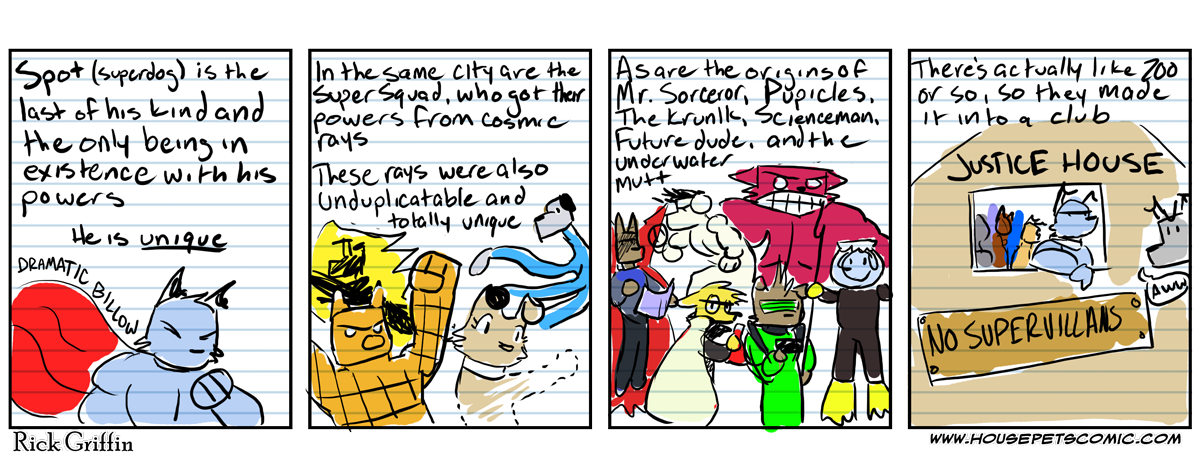 Spot (superdog) is the
last of his kind and
the only being in
existence with his
powers
He is unique
DRAMATIC BILLOW
In the same city are the
Super Squad, who got their
powers from cosmic
rays
These rays were also
unduplicatable and
totally unique
As are the origins of
Mr. Sorceror, Pupicles,
The Krunlk, Scienceman,
Future dude, and the
underwater
mutt
There's actually like 200
or so, so they made
it into a club
JUSTICE HOUSE
AWW
NO SUPERVILLANS
Rick Griffin
WWW.HOUSEPETSCOMIC.COM